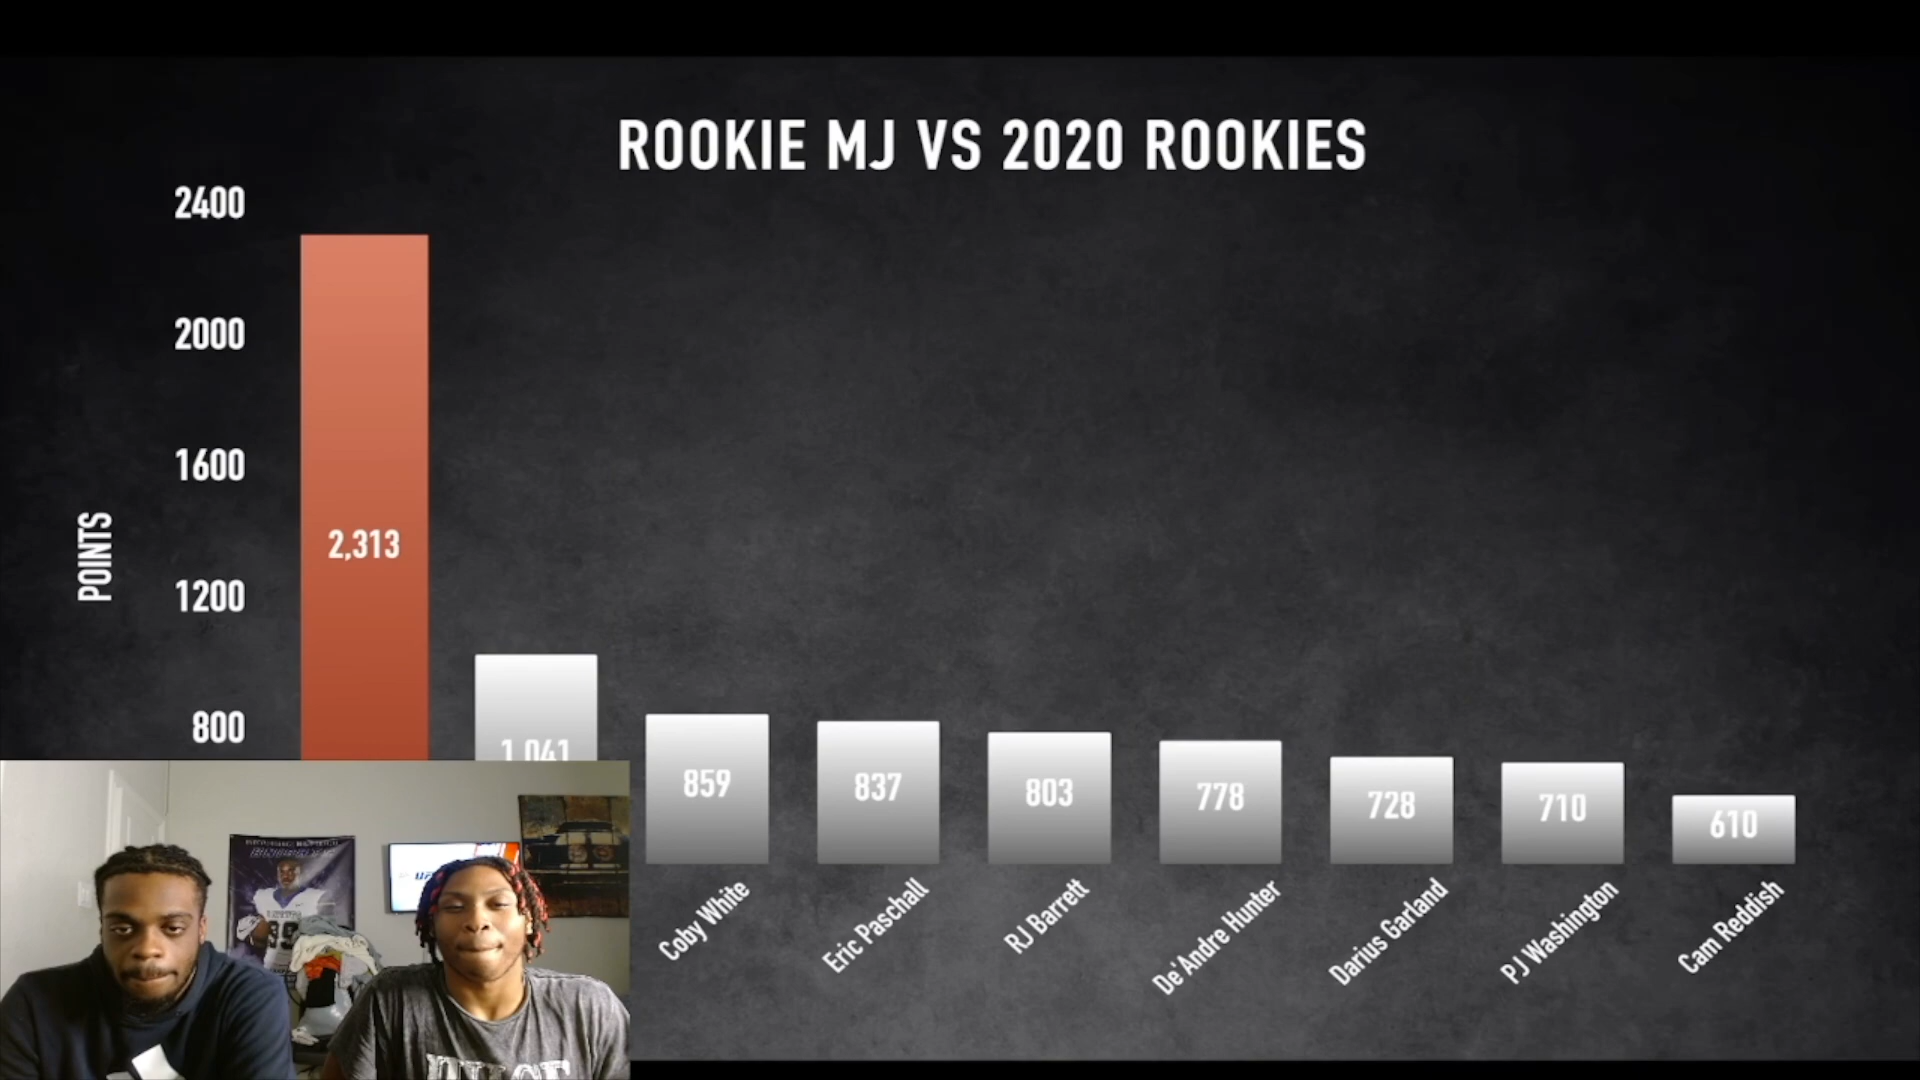 ROOKIE MJ VS 2020 ROOKIES
2400
2000
1600
1200
800
POINTS
2,313
1,041
859
837
803
778
728
710
610
Coby White
Eric Paschall
RJ Barrett
De'Andre Hunter
Darius Garland
PJ Washington
Cam Reddish